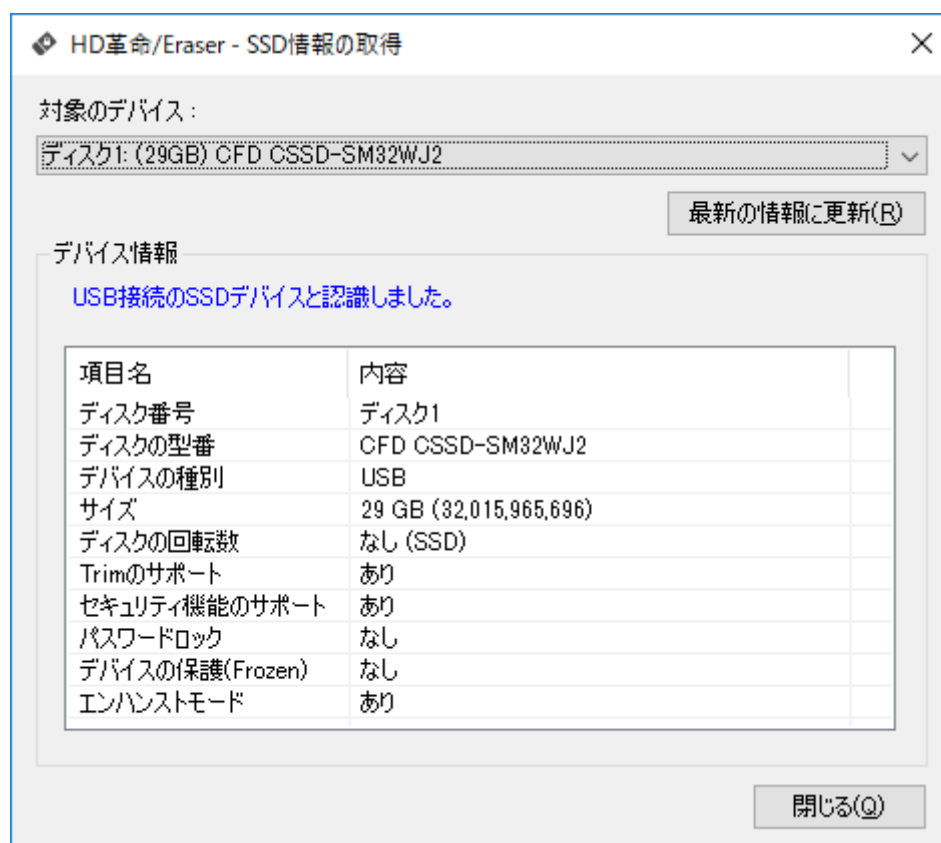 HD革命/Eraser - SSD情報の取得
対象のデバイス：
ディスク1: (29GB) CFD CSSD-SM32WJ2
最新の情報に更新(R)
デバイス情報
USB接続のSSDデバイスと認識しました。
項目名 内容
ディスク番号 ディスク1
ディスクの型番 CFD CSSD-SM32WJ2
デバイスの種別 USB
サイズ 29 GB (32,015,965,696)
ディスクの回転数 なし (SSD)
Trimのサポート あり
セキュリティ機能のサポート あり
パスワードロック なし
デバイスの保護(Frozen) なし
エンハンストモード あり
閉じる(Q)